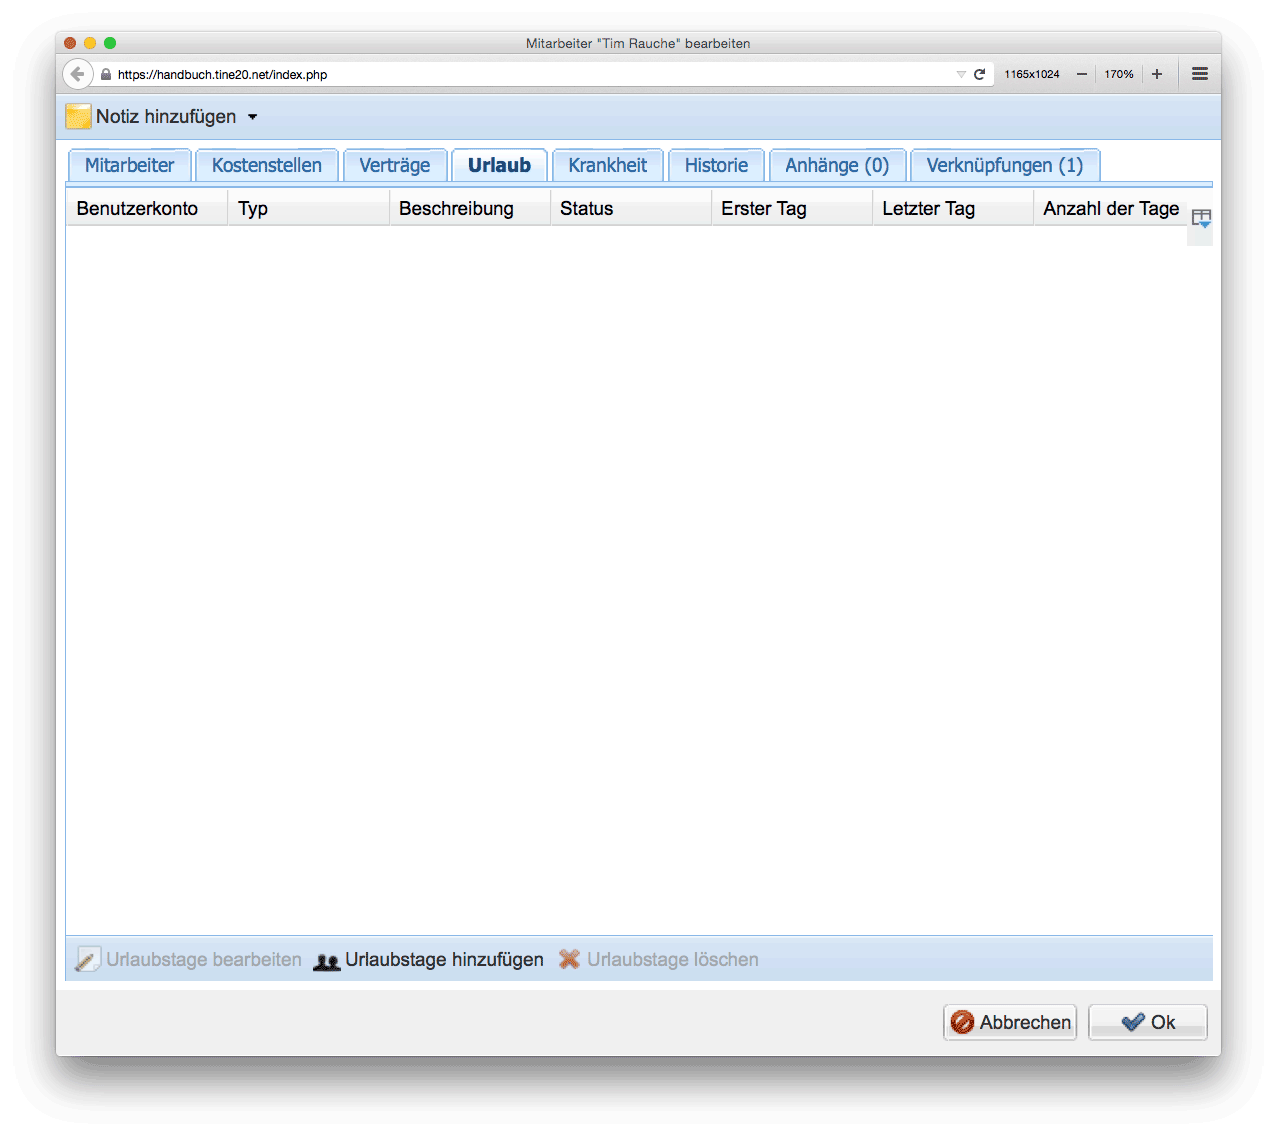 Mitarbeiter "Tim Rauche" bearbeiten
https://handbuch.tine20.net/index.php 1165x1024 170%
Notiz hinzufügen
Mitarbeiter Kostenstellen Verträge Urlaub Krankheit Historie Anhänge (0) Verknüpfungen (1)
Benutzerkonto Typ Beschreibung Status Erster Tag Letzter Tag Anzahl der Tage
Urlaubstage bearbeiten Urlaubstage hinzufügen Urlaubstage löschen
Abbrechen Ok